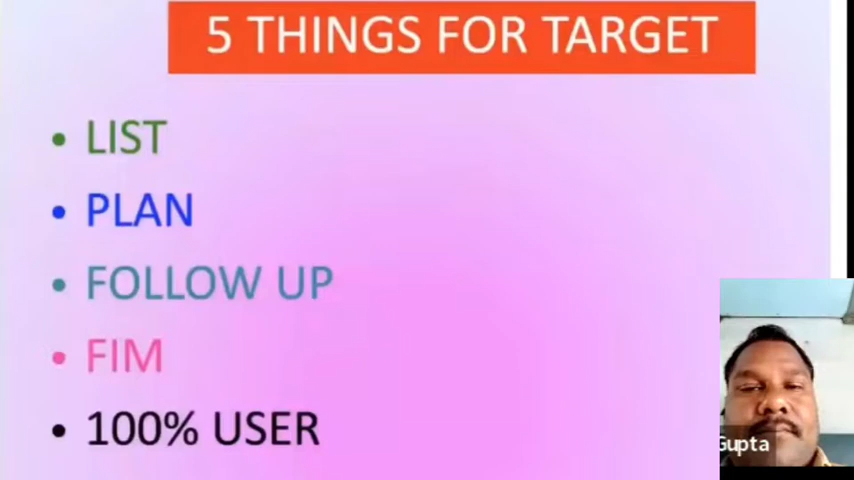 5 THINGS FOR TARGET
• LIST
• PLAN
• FOLLOW UP
• FIM
• 100% USER
Gupta